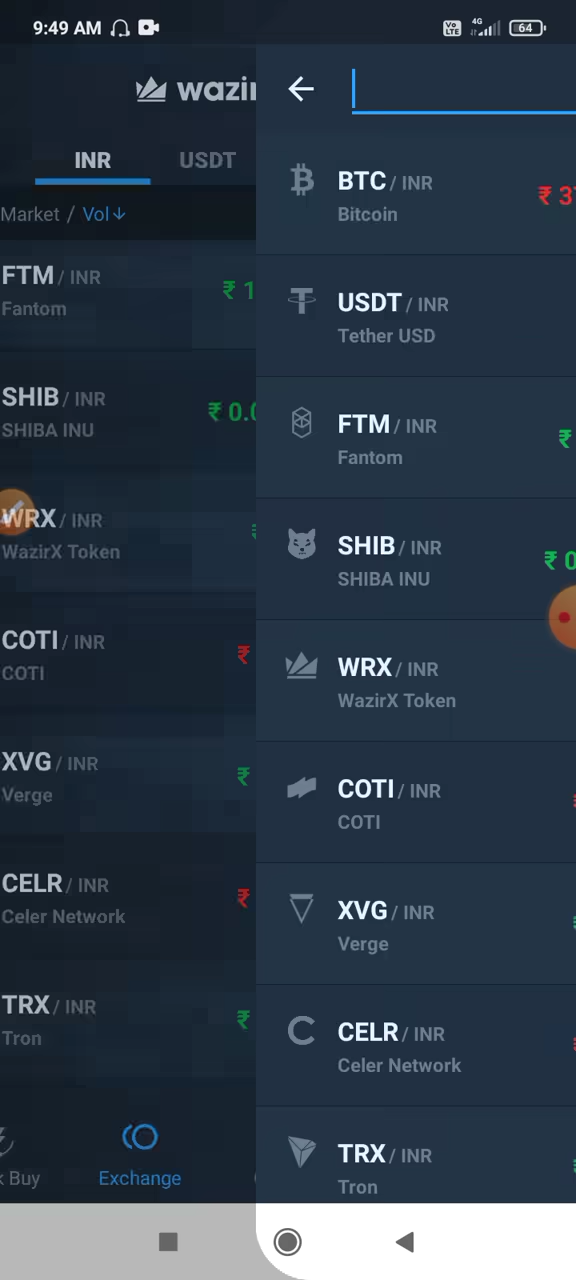 9:49 AM
Vo LTE 4G 64
wazir
INR USDT
Market / Vol↓
FTM / INR
Fantom
₹ 1
SHIB / INR
SHIBA INU
₹ 0.0
WRX / INR
WazirX Token
₹
COTI / INR
COTI
₹
XVG / INR
Verge
₹
CELR / INR
Celer Network
₹
TRX / INR
Tron
₹
k Buy
Exchange
BTC / INR
Bitcoin
₹ 37
USDT / INR
Tether USD
FTM / INR
Fantom
₹
SHIB / INR
SHIBA INU
₹ 0
WRX / INR
WazirX Token
COTI / INR
COTI
XVG / INR
Verge
CELR / INR
Celer Network
TRX / INR
Tron